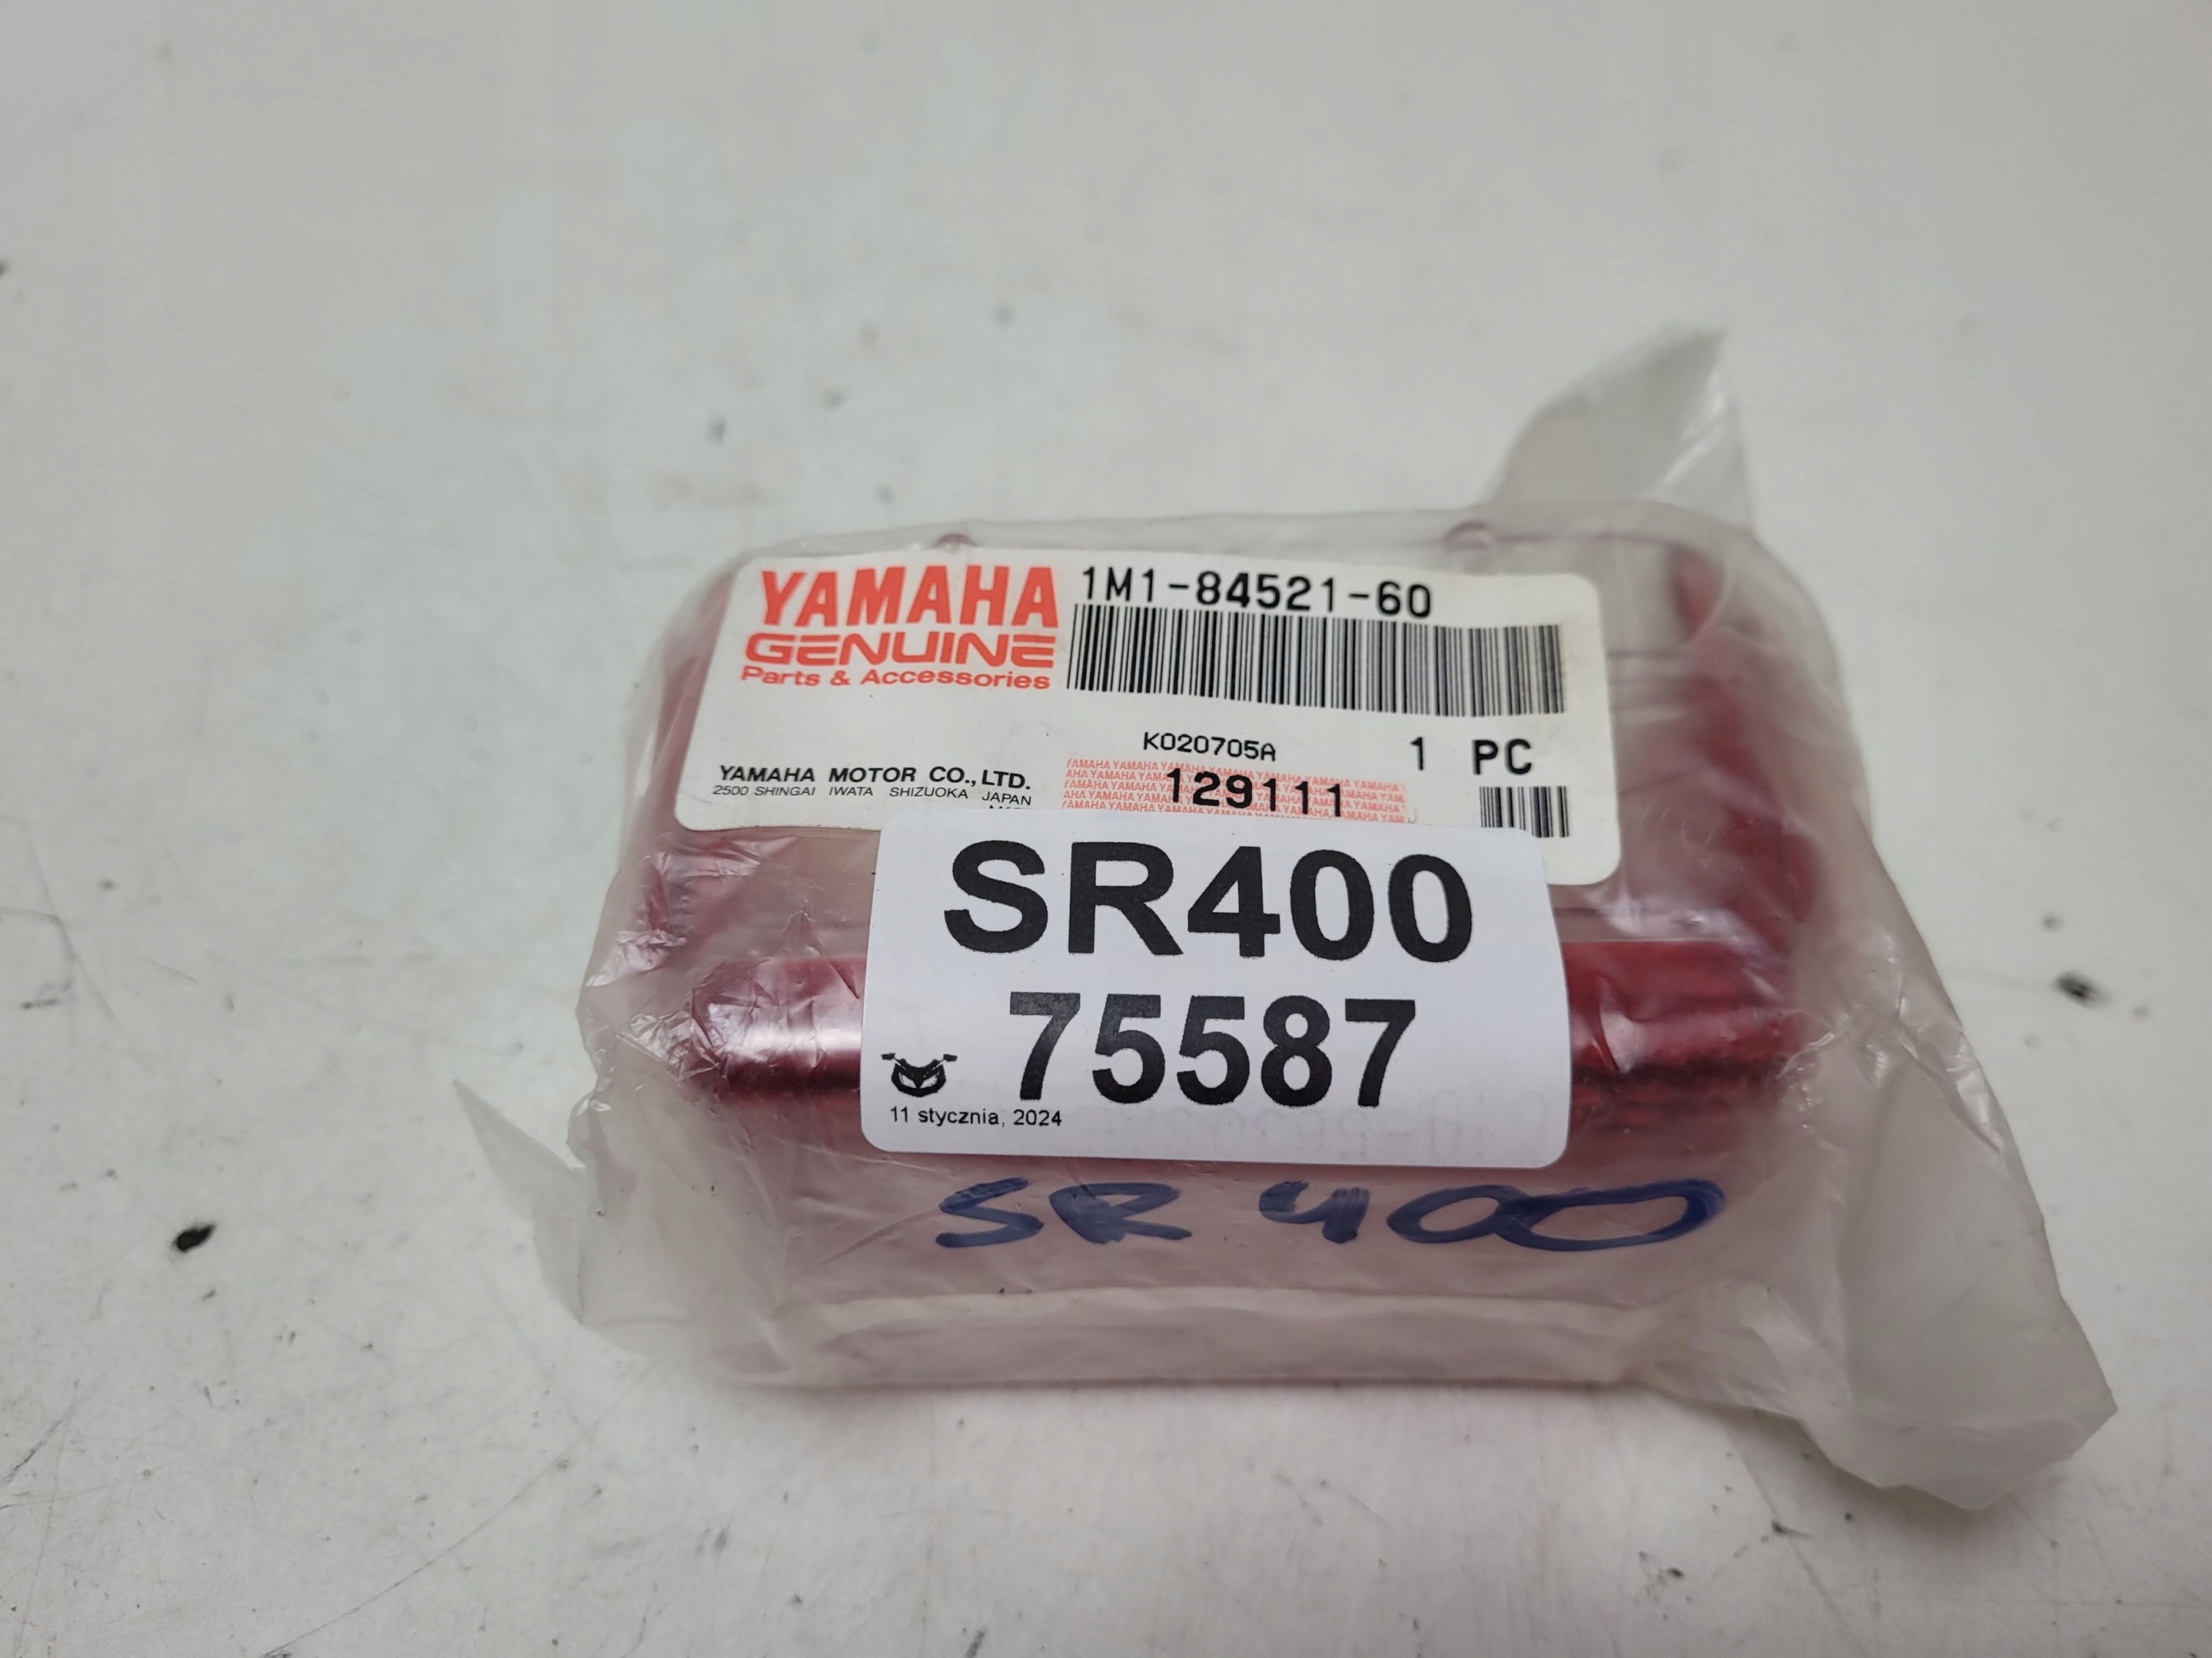 YAMAHA
GENUINE
Parts & Accessories
1M1-84521-60
K020705A
1 PC
YAMAHA MOTOR CO., LTD.
2500 SHINGAI IWATA SHIZUOKA JAPAN
129111
SR400
75587
11 stycznia, 2024
SR 400